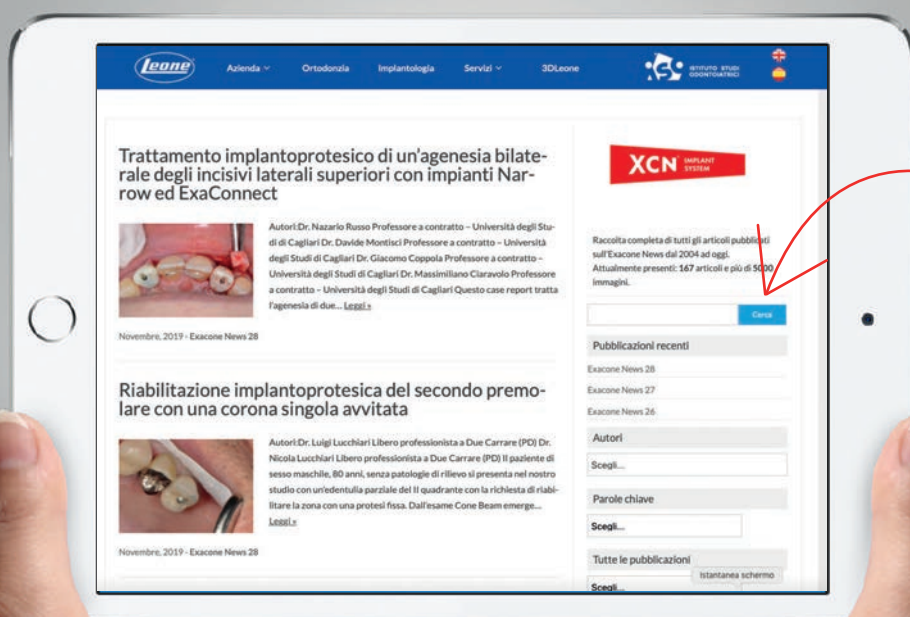 Leone
Azienda
Ortodonzia
Implantologia
Servizi
3DLeone
ISTITUTO STUDI
ODONTOIATRICI
Trattamento implantoprotesico di un'agenesia bilate-
rale degli incisivi laterali superiori con impianti Nar-
row ed ExaConnect
Autori:Dr. Nazario Russo Professore a contratto – Università degli Stu-
di di Cagliari Dr. Davide Montisci Professore a contratto – Università
degli Studi di Cagliari Dr. Giacomo Coppola Professore a contratto –
Università degli Studi di Cagliari Dr. Massimiliano Ciaravolo Professore
a contratto – Università degli Studi di Cagliari Questo case report tratta
l'agenesia di due... Leggi »
Novembre, 2019 - Exacone News 28
Riabilitazione implantoprotesica del secondo premo-
lare con una corona singola avvitata
Autori:Dr. Luigi Lucchiari Libero professionista a Due Carrare (PD) Dr.
Nicola Lucchiari Libero professionista a Due Carrare (PD) Il paziente di
sesso maschile, 80 anni, senza patologie di rilievo si presenta nel nostro
studio con un'edentulia parziale del II quadrante con la richiesta di riabi-
litare la zona con una protesi fissa. Dall'esame Cone Beam emerge...
Leggi »
Novembre, 2019 - Exacone News 28
XCN IMPLANT
SYSTEM
Raccolta completa di tutti gli articoli pubblicati
sull'Exacone News dal 2004 ad oggi.
Attualmente presenti: 167 articoli e più di 5000
immagini.
Cerca
Pubblicazioni recenti
Exacone News 28
Exacone News 27
Exacone News 26
Autori
Scegli...
Parole chiave
Scegli...
Tutte le pubblicazioni
Istantanea schermo
Scegli...